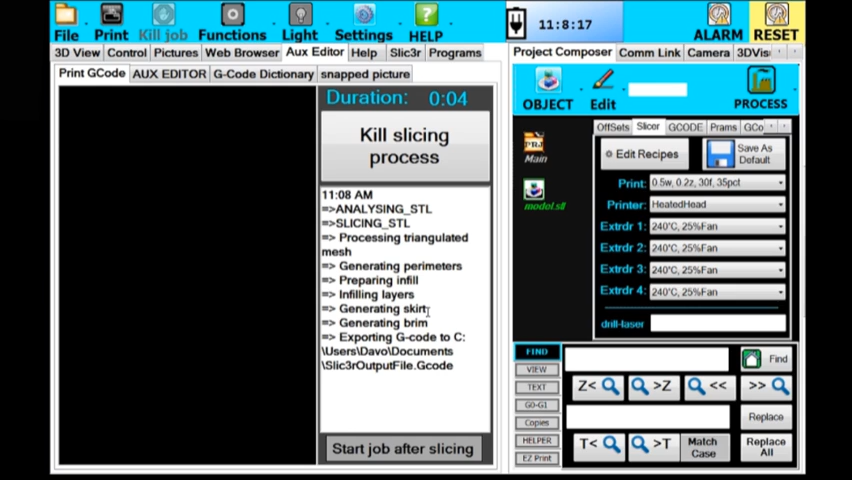 File
Print
Kill job
Functions
Light
Settings
HELP
11:8:17
ALARM
RESET
3D View
Control
Pictures
Web Browser
Aux Editor
Help
Slic3r
Programs
Project Composer
Comm Link
Camera
Print GCode
AUX EDITOR
G-Code Dictionary
snapped picture
Duration: 0:04
Kill slicing
process
11:08 AM
=>ANALYSING_STL
=>SLICING_STL
=> Processing triangulated
mesh
=> Generating perimeters
=> Preparing infill
=> Infilling layers
=> Generating skirt
=> Generating brim
=> Exporting G-code to C:
\Users\Davo\Documents
\Slic3rOutputFile.Gcode
Start job after slicing
OBJECT
Edit
PROCESS
PRJ
Main
model.stl
OffSets
Slicer
GCODE
Prams
GCo
Edit Recipes
Save As
Default
Print: 0.5w, 0.2z, 30f, 35pct
Printer: HeatedHead
Extrdr 1: 240°C, 25%Fan
Extrdr 2: 240°C, 25%Fan
Extrdr 3: 240°C, 25%Fan
Extrdr 4: 240°C, 25%Fan
drill-laser
FIND
VIEW
TEXT
G0-G1
Copies
HELPER
EZ Print
Find
Z<
>Z
<<
>>
Replace
T<
>T
Match
Case
Replace
All